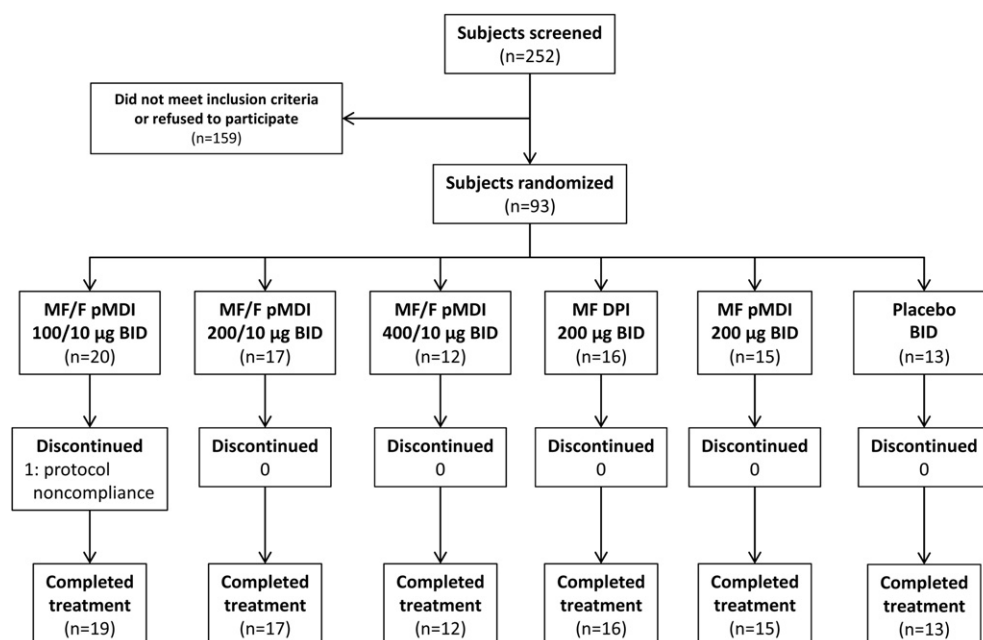 Subjects screened
(n=252)
Did not meet inclusion criteria
or refused to participate
(n=159)
Subjects randomized
(n=93)
MF/F pMDI
100/10 µg BID
(n=20)
MF/F pMDI
200/10 µg BID
(n=17)
MF/F pMDI
400/10 µg BID
(n=12)
MF DPI
200 µg BID
(n=16)
MF pMDI
200 µg BID
(n=15)
Placebo
BID
(n=13)
Discontinued
1: protocol
noncompliance
Discontinued
0
Discontinued
0
Discontinued
0
Discontinued
0
Discontinued
0
Completed
treatment
(n=19)
Completed
treatment
(n=17)
Completed
treatment
(n=12)
Completed
treatment
(n=16)
Completed
treatment
(n=15)
Completed
treatment
(n=13)